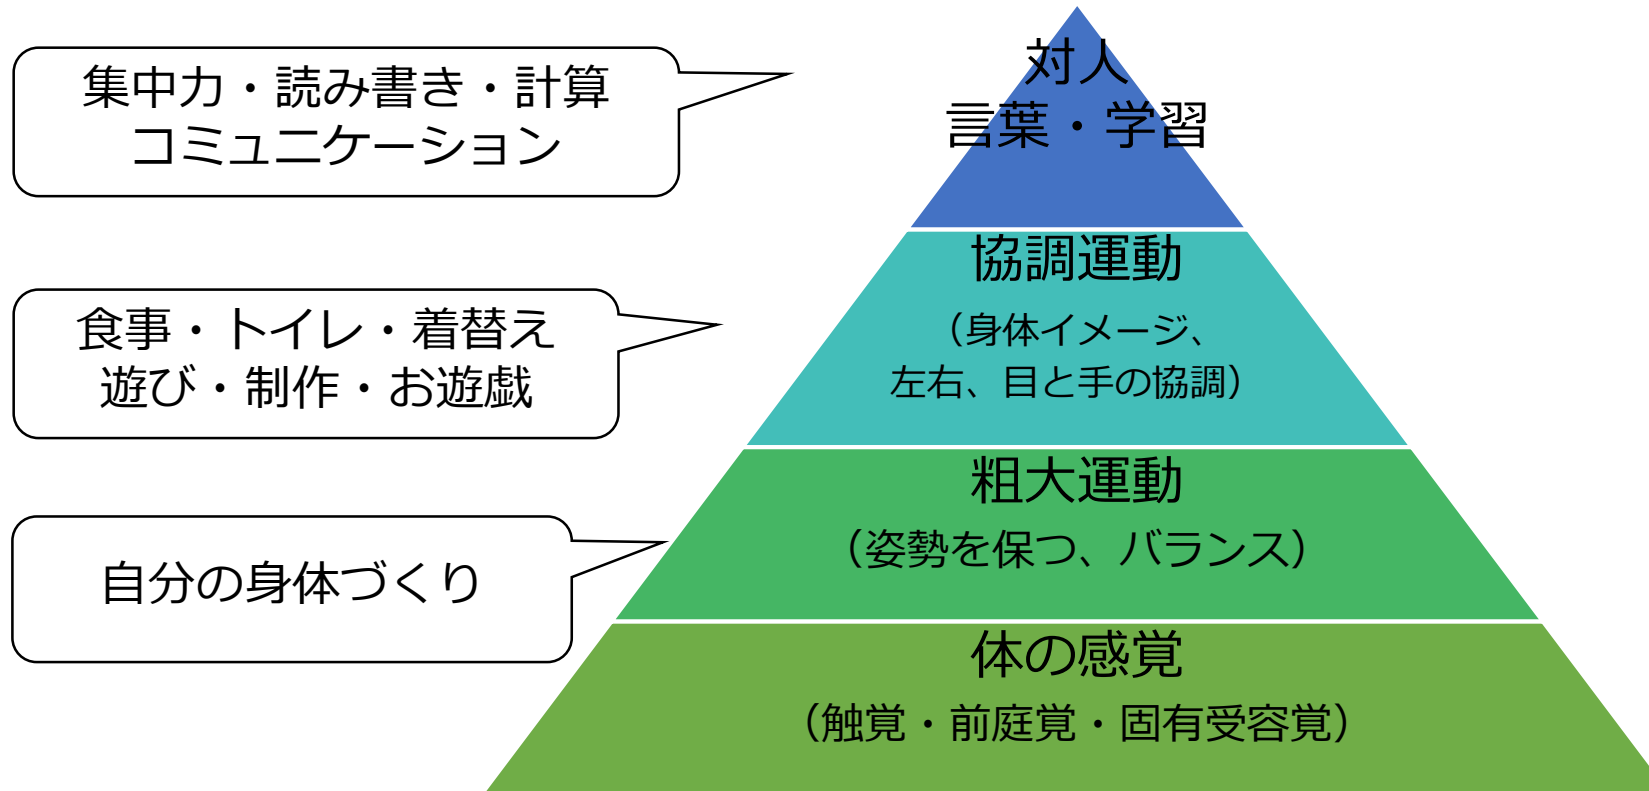 集中力・読み書き・計算
コミュニケーション
対人
言葉・学習
食事・トイレ・着替え
遊び・制作・お遊戯
協調運動
（身体イメージ、
左右、目と手の協調）
自分の身体づくり
粗大運動
（姿勢を保つ、バランス）
体の感覚
（触覚・前庭覚・固有受容覚）